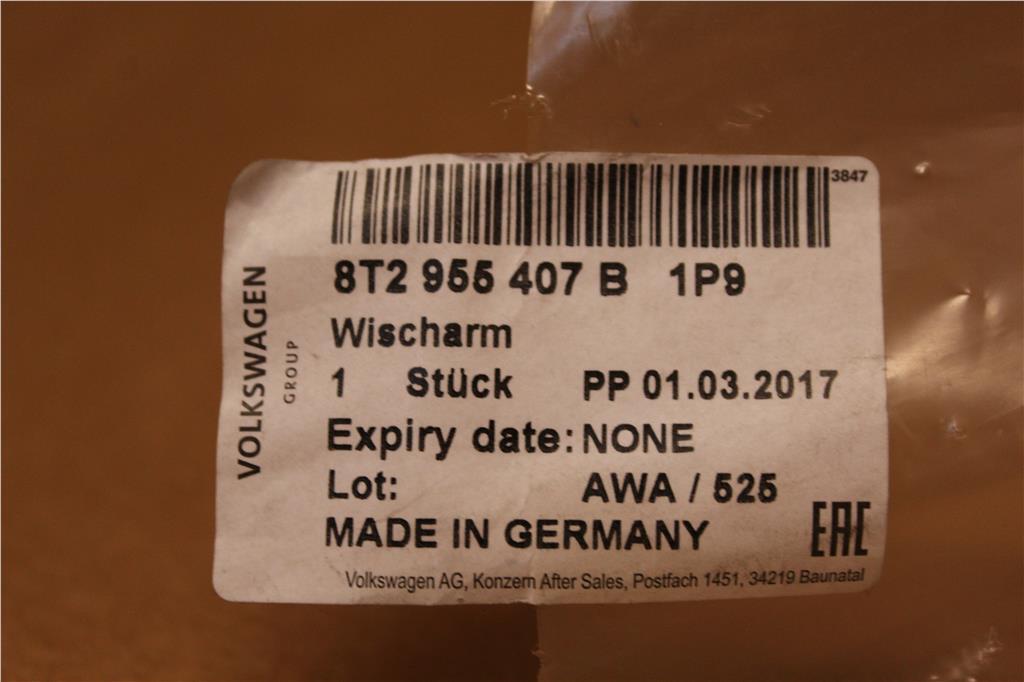 3847
8T2 955 407 B 1P9
Wischarm
1 Stück PP 01.03.2017
Expiry date: NONE
Lot: AWA / 525
MADE IN GERMANY
EAC
Volkswagen AG, Konzern After Sales, Postfach 1451, 34219 Baunatal
VOLKSWAGEN
GROUP